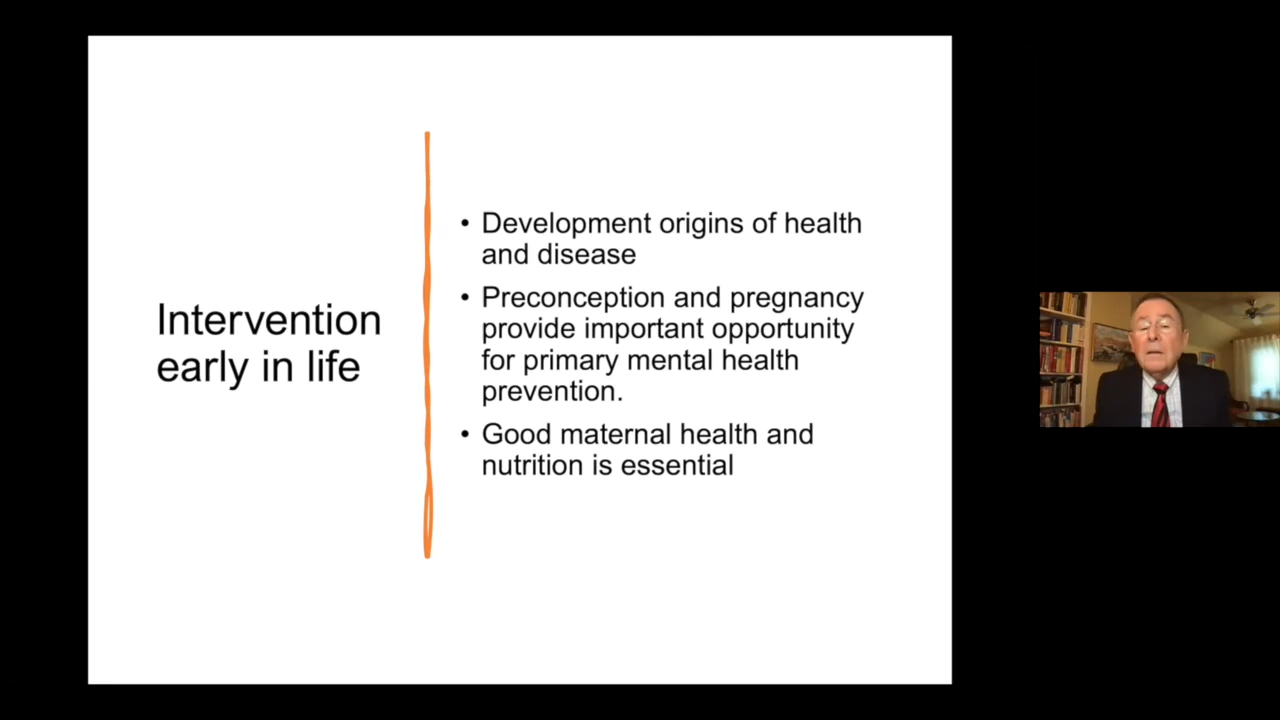 Intervention
early in life
• Development origins of health
and disease
• Preconception and pregnancy
provide important opportunity
for primary mental health
prevention.
• Good maternal health and
nutrition is essential